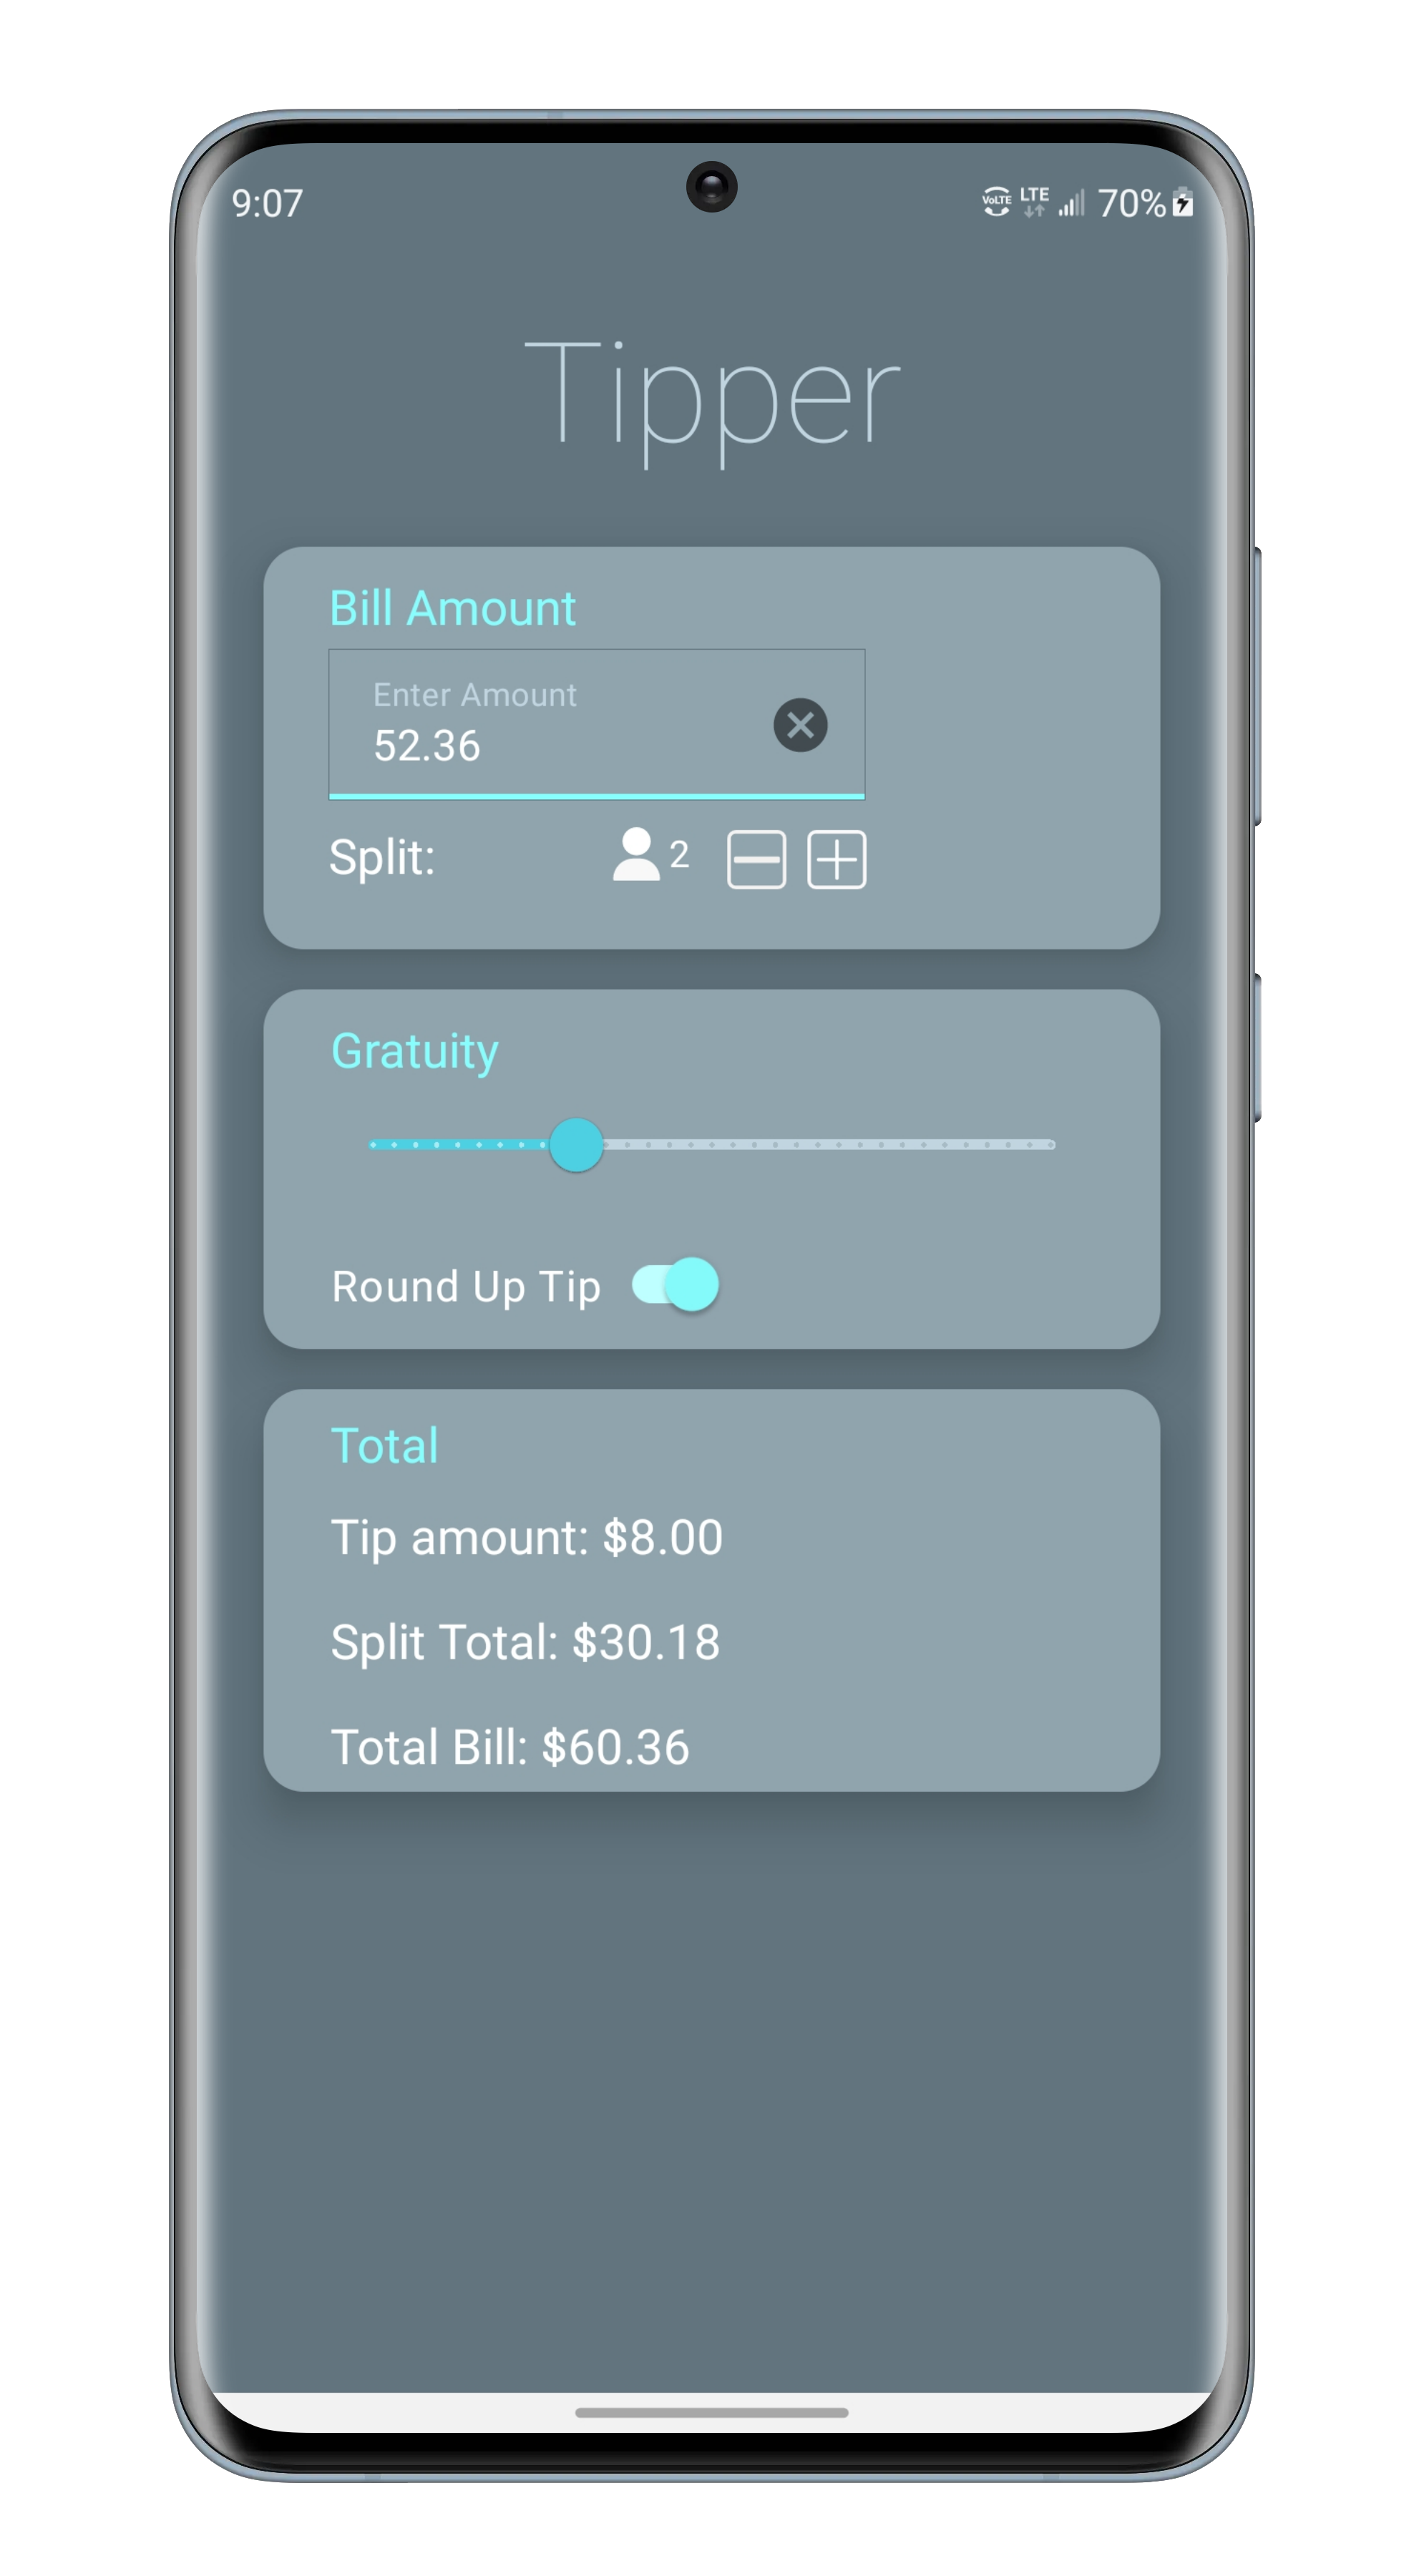 9:07 VoLTE LTE 70%
Tipper
Bill Amount
Enter Amount
52.36
Split: 2
Gratuity
Round Up Tip
Total
Tip amount: $8.00
Split Total: $30.18
Total Bill: $60.36